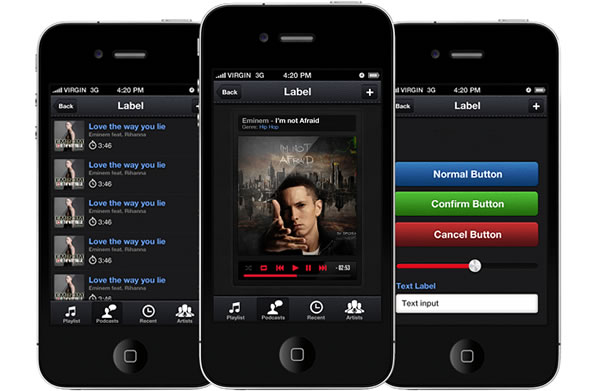 VIRGIN 3G 4:20 PM
Back Label +
Love the way you lie
Eminem feat. Rihanna
3:46
Love the way you lie
Eminem feat. Rihanna
3:46
Love the way you lie
Eminem feat. Rihanna
3:46
Love the way you lie
Eminem feat. Rihanna
3:46
Love the way you lie
Eminem feat. Rihanna
3:46
Playlist Podcasts Recent
VIRGIN 3G 4:20 PM
Back Label +
Eminem - I'm not Afraid
Genre: Hip Hop
I'M NOT
AFRAID
- 02:53
Playlist Podcasts Recent Artists
VIRGIN 3G 4:20 PM
Back Label +
Normal Button
Confirm Button
Cancel Button
Text Label
Text input
Recent Artists